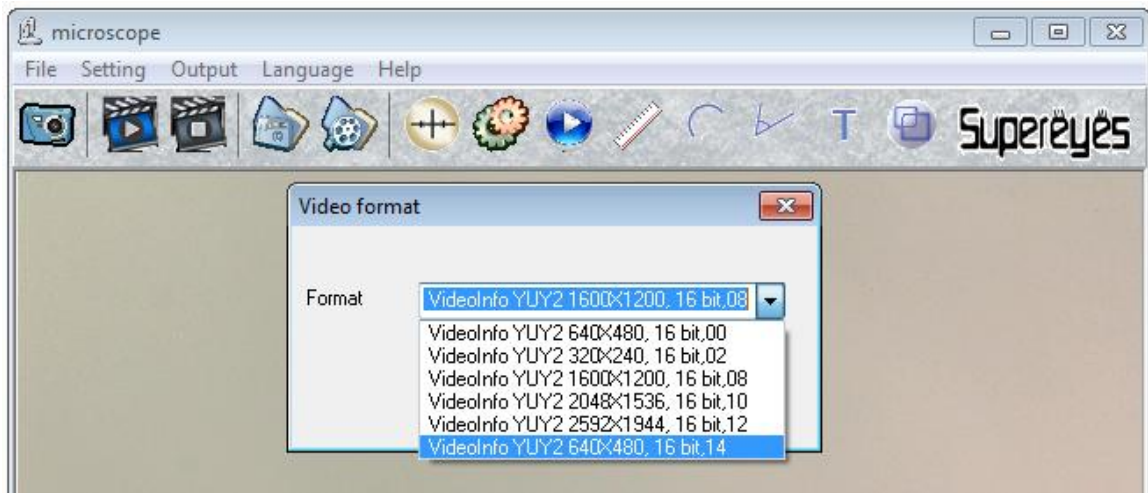 microscope
File Setting Output Language Help
T Supereyes
Video format
Format VideoInfo YUY2 1600X1200, 16 bit,08
VideoInfo YUY2 640X480, 16 bit,00
VideoInfo YUY2 320X240, 16 bit,02
VideoInfo YUY2 1600X1200, 16 bit,08
VideoInfo YUY2 2048X1536, 16 bit,10
VideoInfo YUY2 2592X1944, 16 bit,12
VideoInfo YUY2 640X480, 16 bit,14